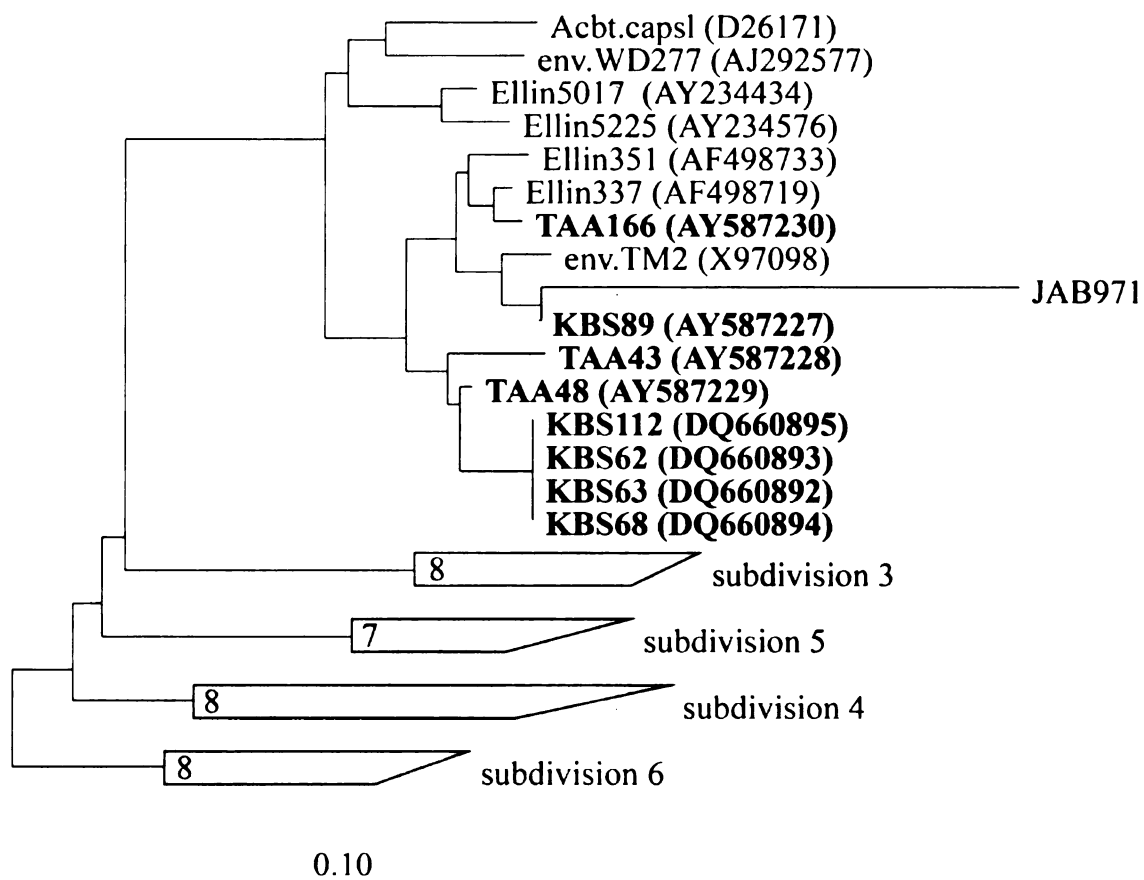 Acbt.capsl (D26171)
env.WD277 (AJ292577)
Ellin5017 (AY234434)
Ellin5225 (AY234576)
Ellin351 (AF498733)
Ellin337 (AF498719)
TAA166 (AY587230)
env.TM2 (X97098)
JAB971
KBS89 (AY587227)
TAA43 (AY587228)
TAA48 (AY587229)
KBS112 (DQ660895)
KBS62 (DQ660893)
KBS63 (DQ660892)
KBS68 (DQ660894)
8 subdivision 3
7 subdivision 5
8 subdivision 4
8 subdivision 6
0.10